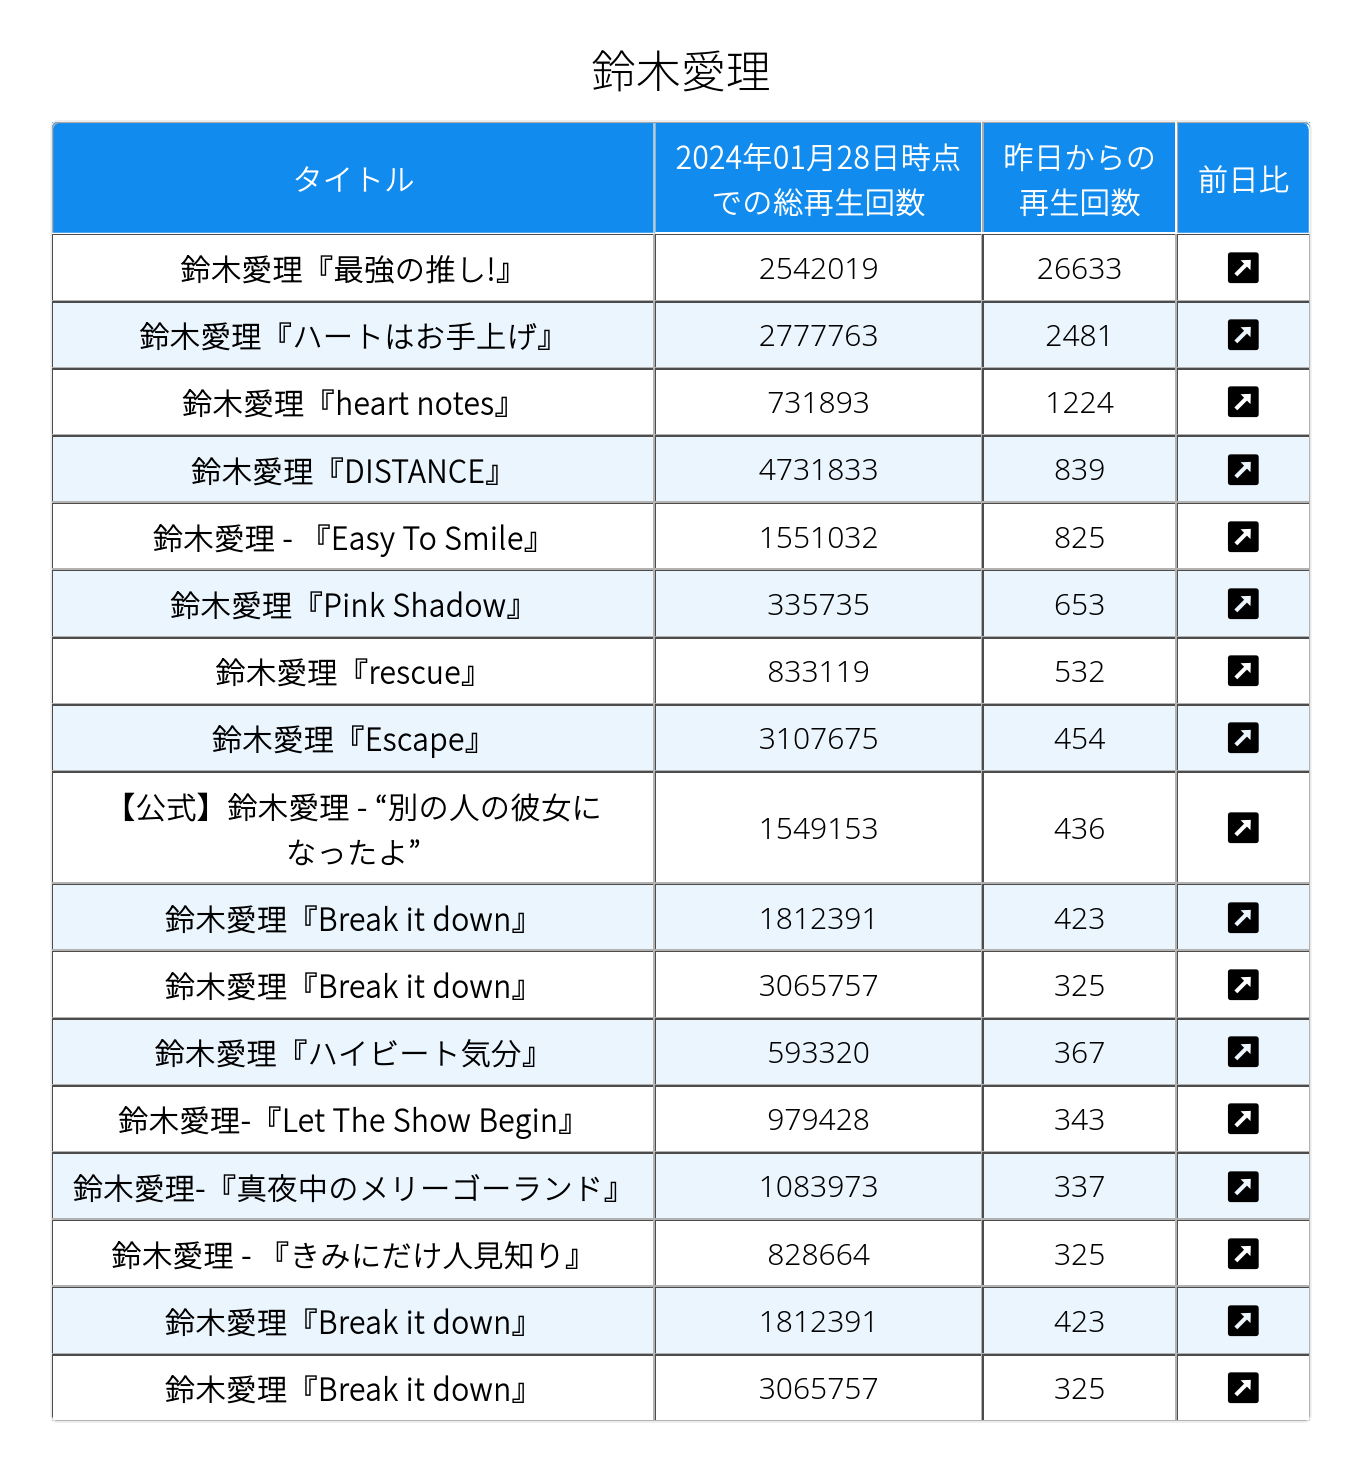 鈴木愛理
タイトル
2024年01月28日時点
での総再生回数
昨日からの
再生回数
前日比
鈴木愛理『最強の推し!』 2542019 26633
鈴木愛理『ハートはお手上げ』 2777763 2481
鈴木愛理『heart notes』 731893 1224
鈴木愛理『DISTANCE』 4731833 839
鈴木愛理 - 『Easy To Smile』 1551032 825
鈴木愛理『Pink Shadow』 335735 653
鈴木愛理『rescue』 833119 532
鈴木愛理『Escape』 3107675 454
【公式】鈴木愛理 - “別の人の彼女に
なったよ” 1549153 436
鈴木愛理『Break it down』 1812391 423
鈴木愛理『Break it down』 3065757 325
鈴木愛理『ハイビート気分』 593320 367
鈴木愛理-『Let The Show Begin』 979428 343
鈴木愛理-『真夜中のメリーゴーランド』 1083973 337
鈴木愛理 - 『きみにだけ人見知り』 828664 325
鈴木愛理『Break it down』 1812391 423
鈴木愛理『Break it down』 3065757 325